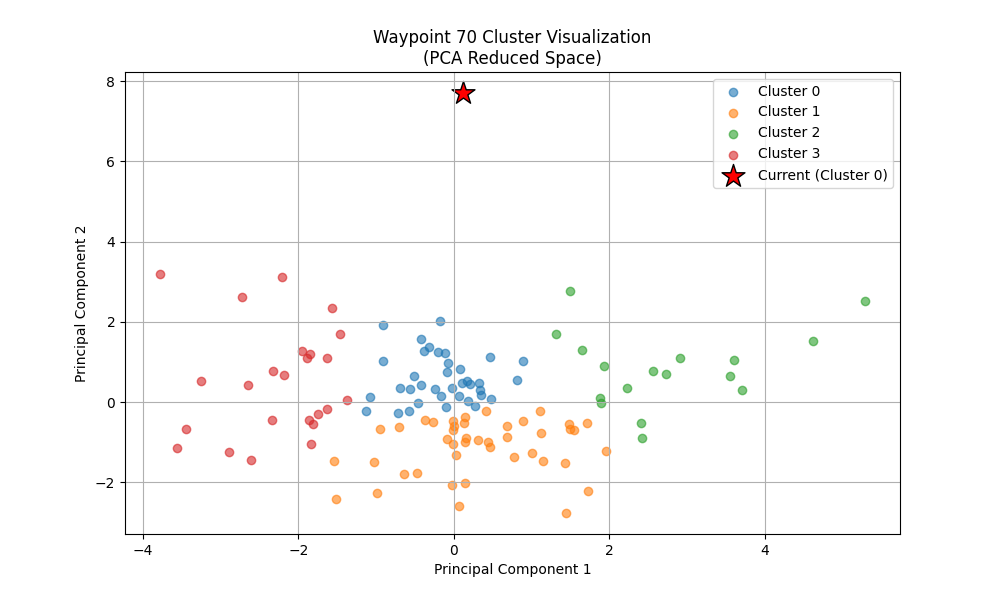 Waypoint 70 Cluster Visualization
(PCA Reduced Space)
Cluster 0
Cluster 1
Cluster 2
Cluster 3
Current (Cluster 0)
8
6
4
2
0
−2
Principal Component 2
−4
−2
0
2
4
Principal Component 1